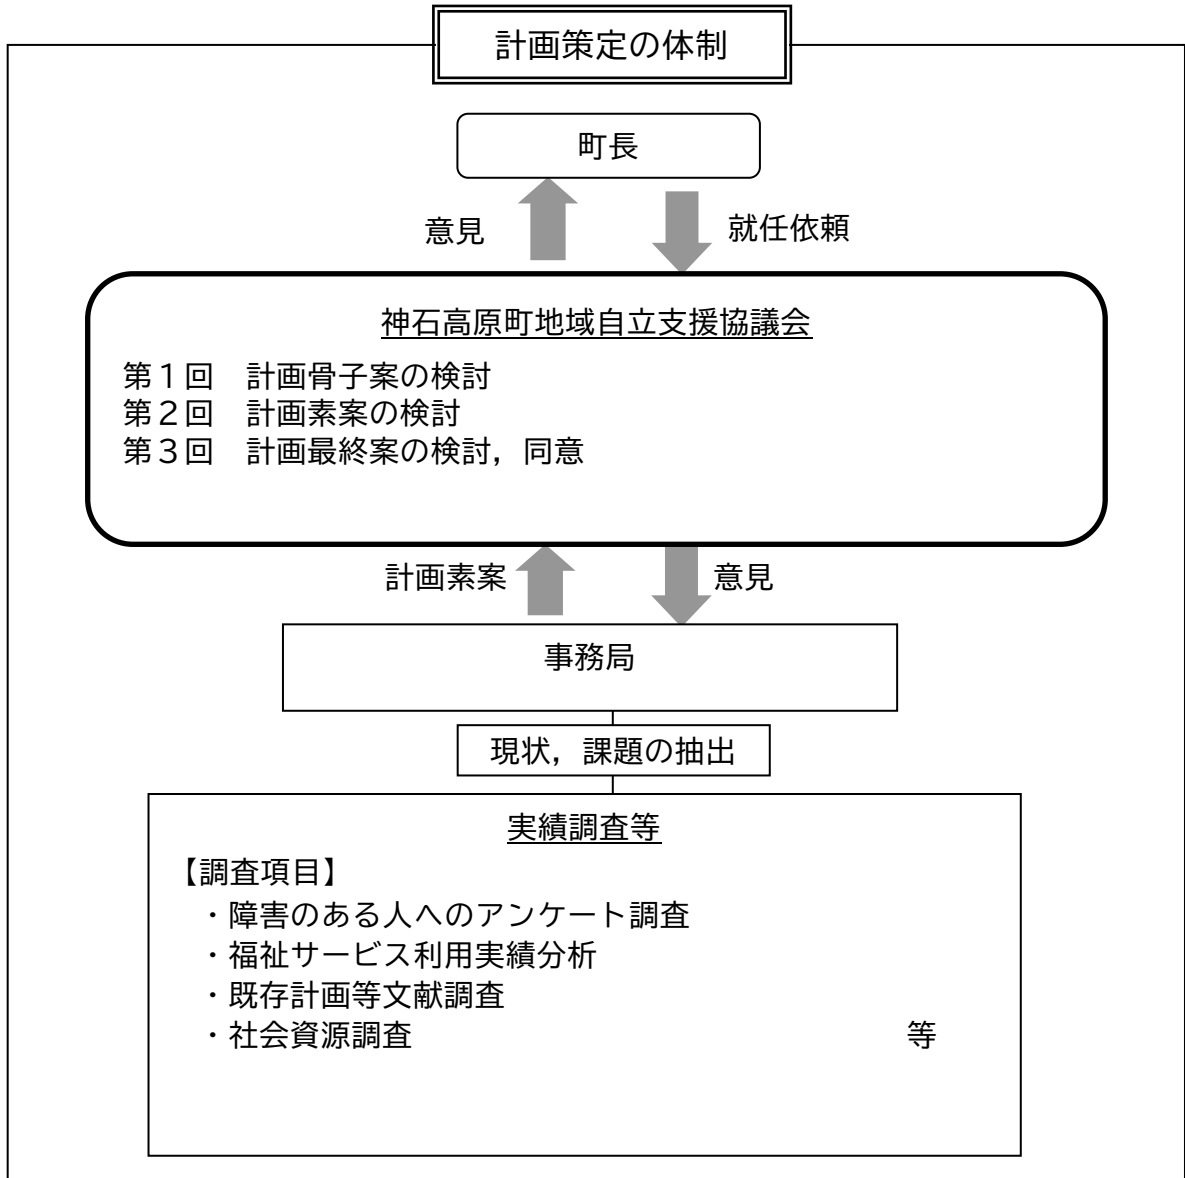 計画策定の体制
町長
意見
就任依頼
神石高原町地域自立支援協議会
第１回　計画骨子案の検討
第２回　計画素案の検討
第３回　計画最終案の検討，同意
計画素案
意見
事務局
現状，課題の抽出
実績調査等
【調査項目】
・障害のある人へのアンケート調査
・福祉サービス利用実績分析
・既存計画等文献調査
・社会資源調査　等